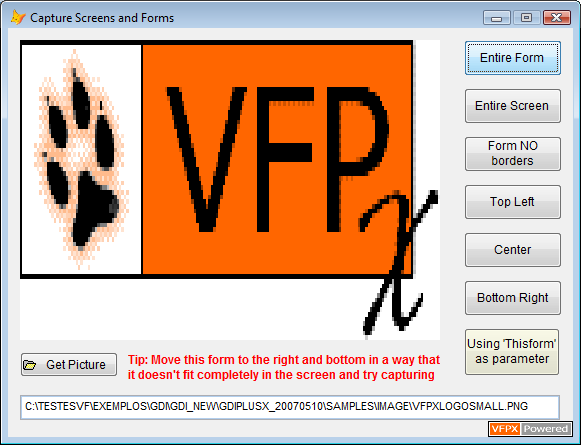 Capture Screens and Forms
VFP
x
Entire Form
Entire Screen
Form NO
borders
Top Left
Center
Bottom Right
Using 'Thisform'
as parameter
Get Picture
Tip: Move this form to the right and bottom in a way that
it doesn't fit completely in the screen and try capturing
C:\TESTESVF\EXEMPLOS\GDI\GDI_NEW\GDIPLUSX_20070510\SAMPLES\IMAGE\VFPXLOGOSMALL.PNG
VFPX Powered